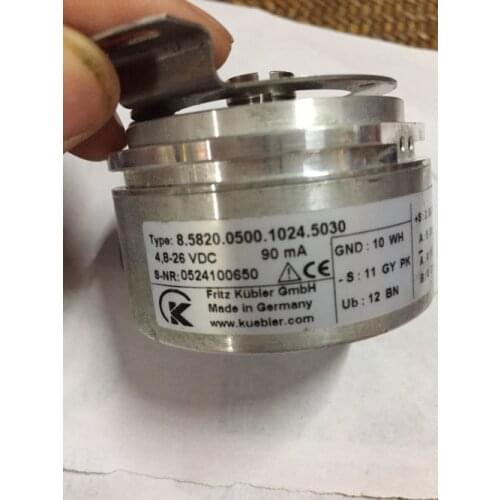 Type: 8.5820.0500.1024.5030
4,8-26 VDC 90 mA
S-NR:0524100650
CE
Fritz Kübler GmbH
Made in Germany
www.kuebler.com
K
GND : 10 WH
- S : 11 GY PK
Ub : 12 BN
+S :
A :
B :